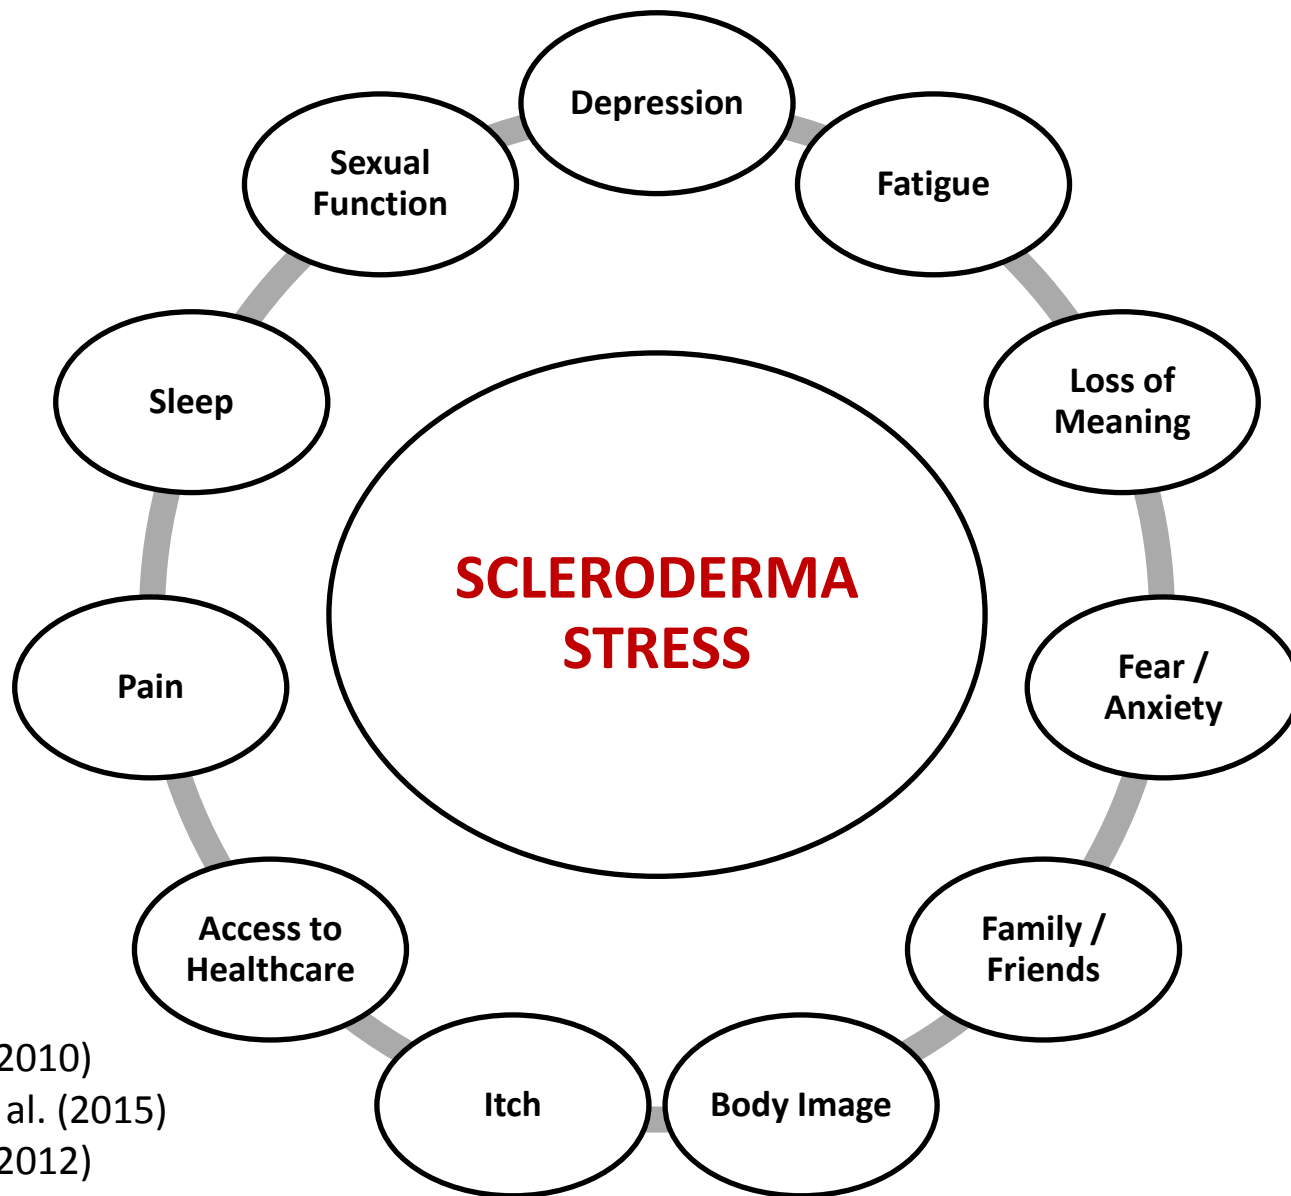 Depression
Fatigue
Loss of
Meaning
Fear /
Anxiety
Family /
Friends
Body Image
Itch
Access to
Healthcare
Pain
Sleep
Sexual
Function
SCLERODERMA
STRESS
2010)
al. (2015)
2012)